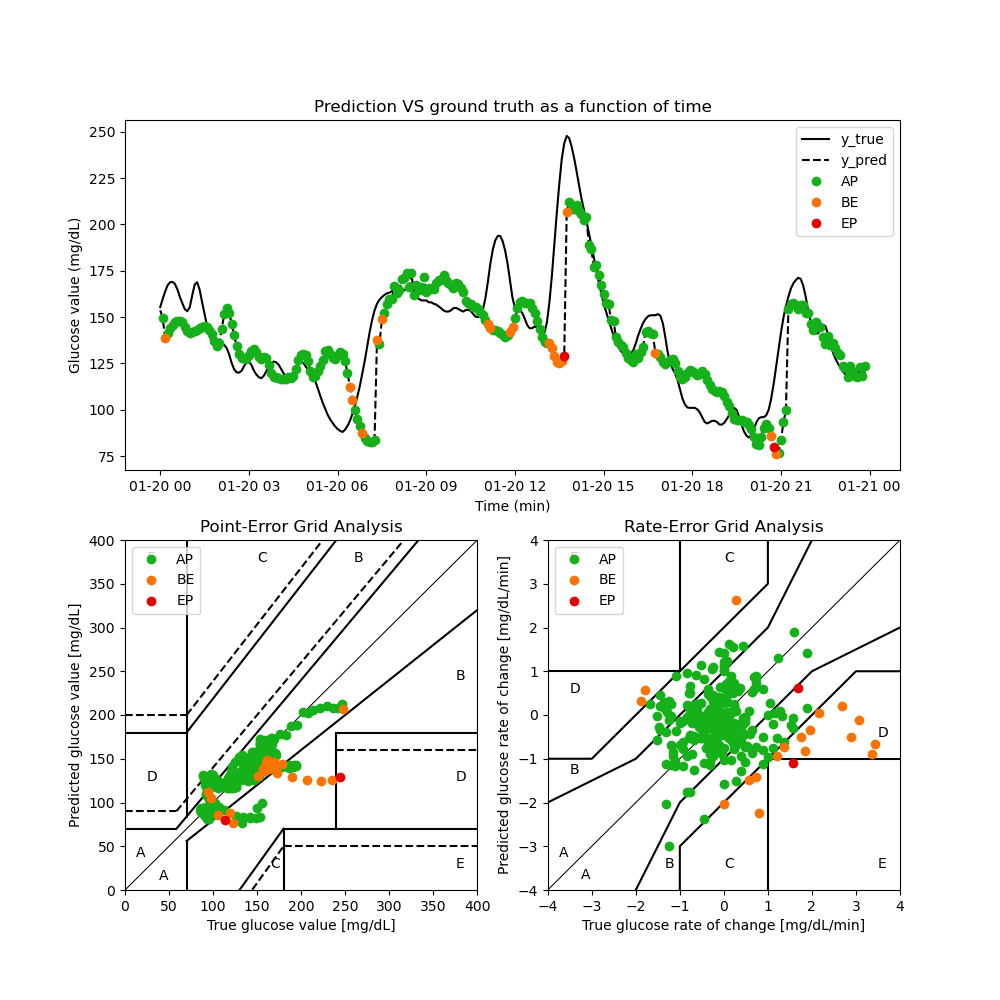 Prediction VS ground truth as a function of time
Glucose value (mg/dL)
250
225
200
175
150
125
100
75
y_true
y_pred
AP
BE
EP
01-20 00 01-20 03 01-20 06 01-20 09 01-20 12 01-20 15 01-20 18 01-20 21 01-21 00
Time (min)
Point-Error Grid Analysis
Predicted glucose value [mg/dL]
400
350
300
250
200
150
100
50
0
AP
BE
EP
C
B
B
D
D
A
A
C
E
0 50 100 150 200 250 300 350 400
True glucose value [mg/dL]
Rate-Error Grid Analysis
Predicted glucose rate of change [mg/dL/min]
4
3
2
1
0
−1
−2
−3
−4
AP
BE
EP
C
D
D
B
A
A
B
C
E
−4 −3 −2 −1 0 1 2 3 4
True glucose rate of change [mg/dL/min]